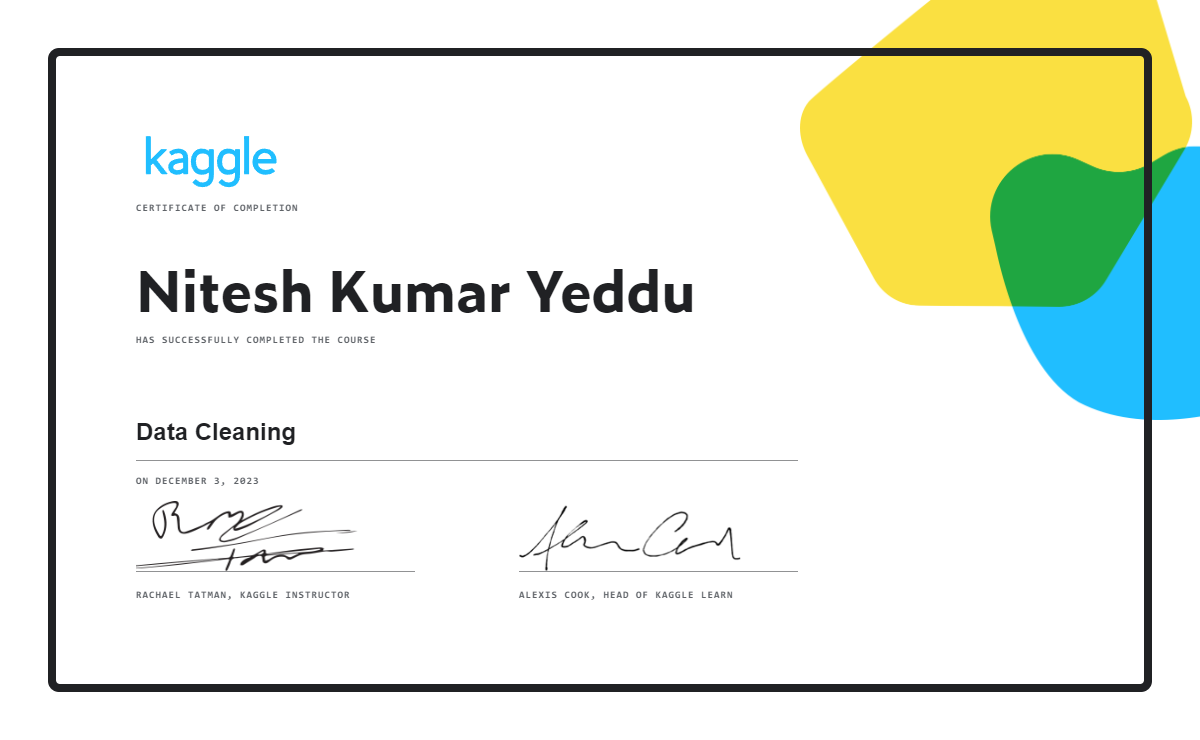 kaggle
CERTIFICATE OF COMPLETION
Nitesh Kumar Yeddu
HAS SUCCESSFULLY COMPLETED THE COURSE
Data Cleaning
ON DECEMBER 3, 2023
RACHAEL TATMAN, KAGGLE INSTRUCTOR
ALEXIS COOK, HEAD OF KAGGLE LEARN